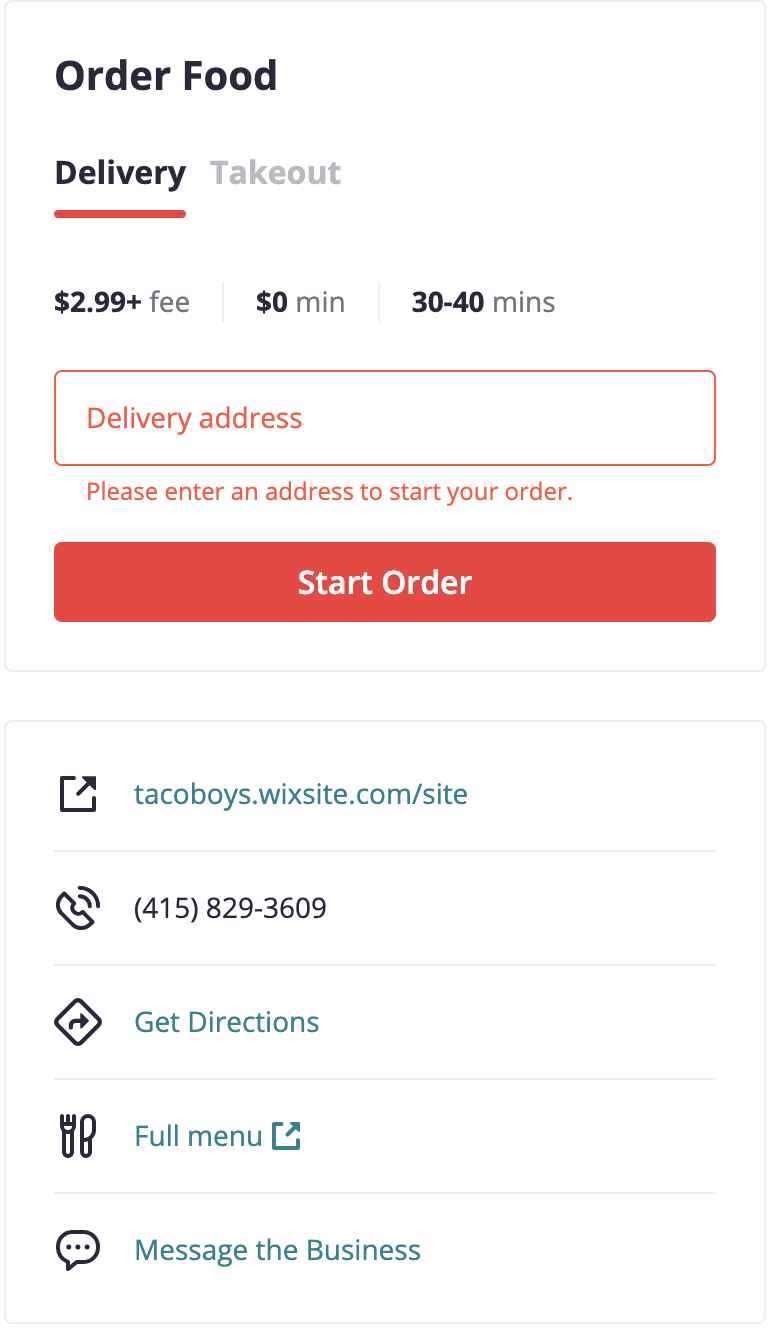 Order Food
Delivery Takeout
$2.99+ fee $0 min 30-40 mins
Delivery address
Please enter an address to start your order.
Start Order
tacoboys.wixsite.com/site
(415) 829-3609
Get Directions
Full menu
Message the Business